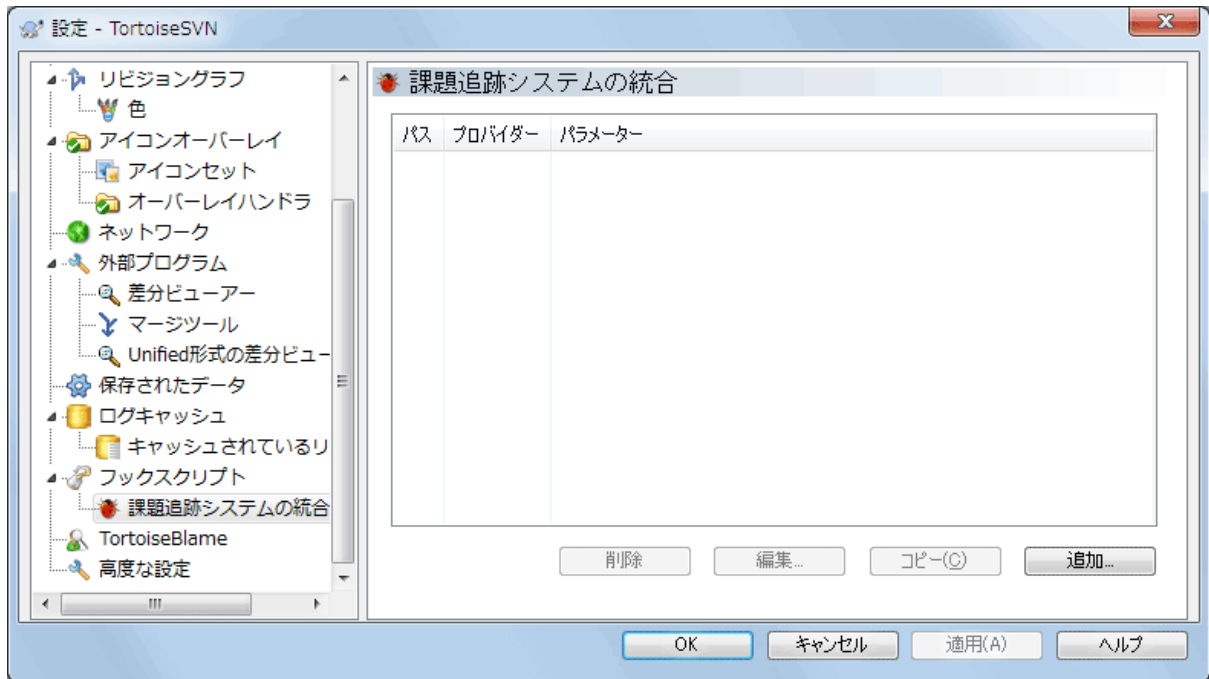 設定 - TortoiseSVN
リビジョングラフ
色
アイコンオーバーレイ
アイコンセット
オーバーレイハンドラ
ネットワーク
外部プログラム
差分ビューアー
マージツール
Unified形式の差分ビュー
保存されたデータ
ログキャッシュ
キャッシュされているリ
フックスクリプト
課題追跡システムの統合
TortoiseBlame
高度な設定
課題追跡システムの統合
パス プロバイダー パラメーター
削除 編集... コピー(C) 追加...
OK キャンセル 適用(A) ヘルプ